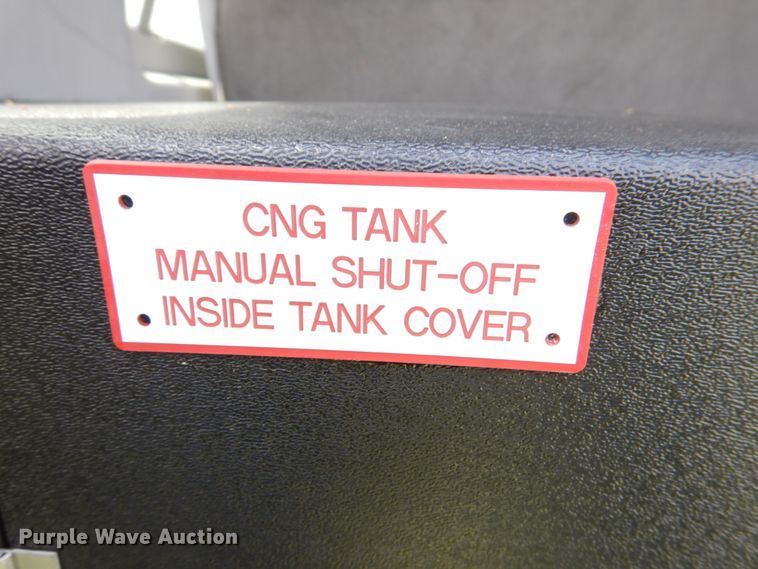 CNG TANK
MANUAL SHUT-OFF
INSIDE TANK COVER
Purple Wave Auction